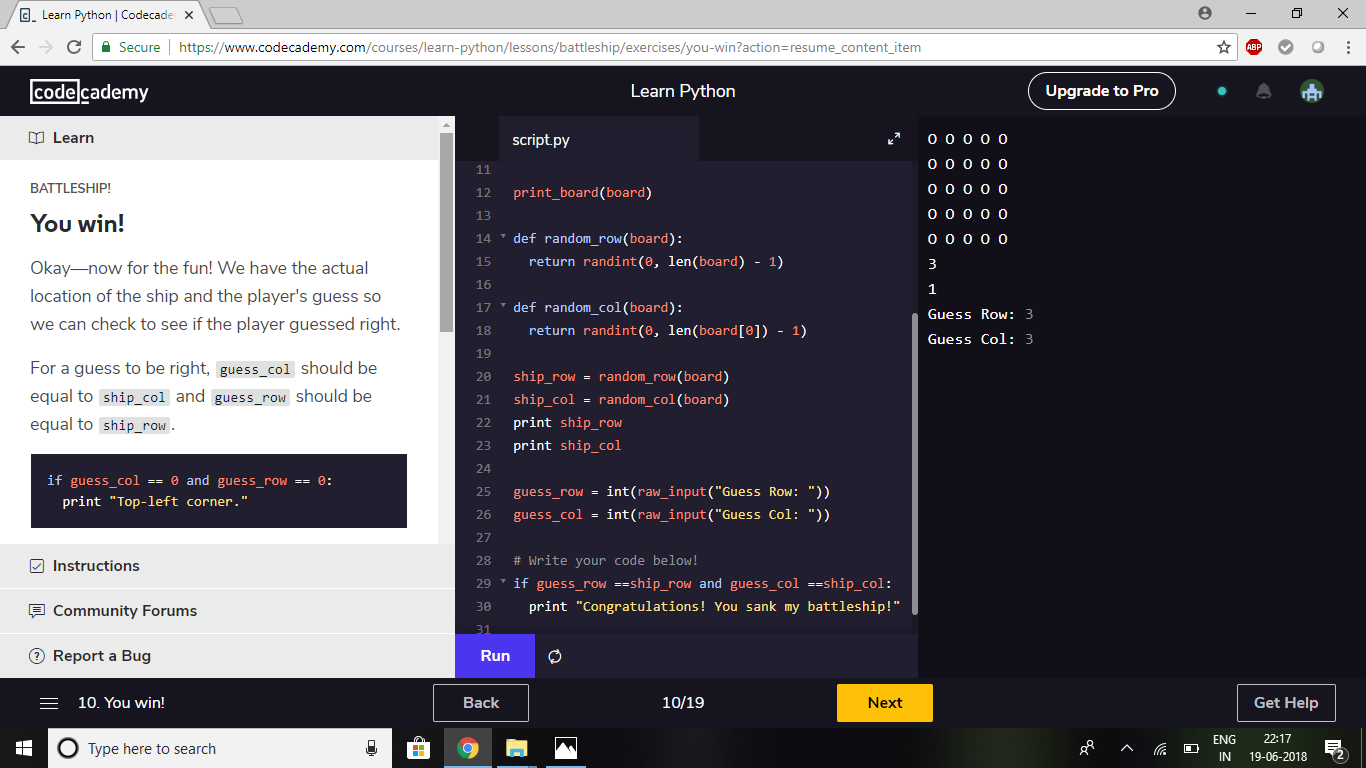 Learn Python | Codecade
Secure
https://www.codecademy.com/courses/learn-python/lessons/battleship/exercises/you-win?action=resume_content_item
ABP
codecademy
Learn Python
Upgrade to Pro
Learn
BATTLESHIP!
You win!
Okay—now for the fun! We have the actual
location of the ship and the player's guess so
we can check to see if the player guessed right.
For a guess to be right, guess_col should be
equal to ship_col and guess_row should be
equal to ship_row.
if guess_col == 0 and guess_row == 0:
print "Top-left corner."
Instructions
Community Forums
Report a Bug
script.py
11
12 print_board(board)
13
14 def random_row(board):
15 return randint(0, len(board) - 1)
16
17 def random_col(board):
18 return randint(0, len(board[0]) - 1)
19
20 ship_row = random_row(board)
21 ship_col = random_col(board)
22 print ship_row
23 print ship_col
24
25 guess_row = int(raw_input("Guess Row: "))
26 guess_col = int(raw_input("Guess Col: "))
27
28 # Write your code below!
29 if guess_row ==ship_row and guess_col ==ship_col:
30 print "Congratulations! You sank my battleship!"
31
Run
O O O O O
O O O O O
O O O O O
O O O O O
O O O O O
3
1
Guess Row: 3
Guess Col: 3
10. You win!
Back
10/19
Next
Get Help
Type here to search
ENG
IN
22:17
19-06-2018
2